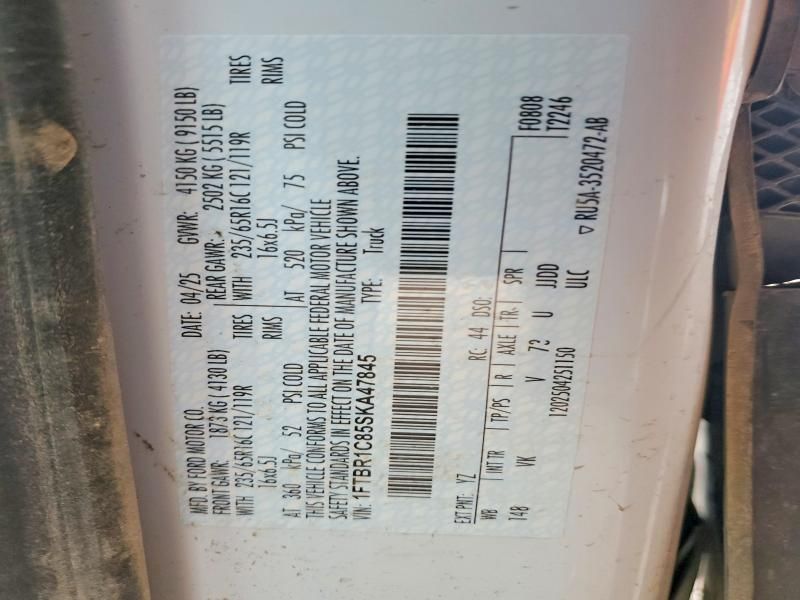 MFD. BY FORD MOTOR CO. DATE: 04/25 GVWR: 4150 KG ( 9150 LB)
FRONT GAWR: 1873 KG ( 4130 LB) REAR GAWR: 2502 KG ( 5515 LB)
WITH 235/65R16C 121/119R TIRES WITH 235/65R16C 121/119R TIRES
16x6.5J RIMS 16x6.5J RIMS
AT 360 kPa/ 52 PSI COLD AT 520 kPa/ 75 PSI COLD
THIS VEHICLE CONFORMS TO ALL APPLICABLE FEDERAL MOTOR VEHICLE
SAFETY STANDARDS IN EFFECT ON THE DATE OF MANUFACTURE SHOWN ABOVE.
VIN: 1FTBR1C85SKA47845 TYPE: Truck
EXT PNT: YZ RC: 44 DSO: F0808
WB INT TR TP/PS R AXLE FR. SPR T2246
148 VK V 7 U JJDD
1202504251150 ULC
▽ RU5A-3520472-AB